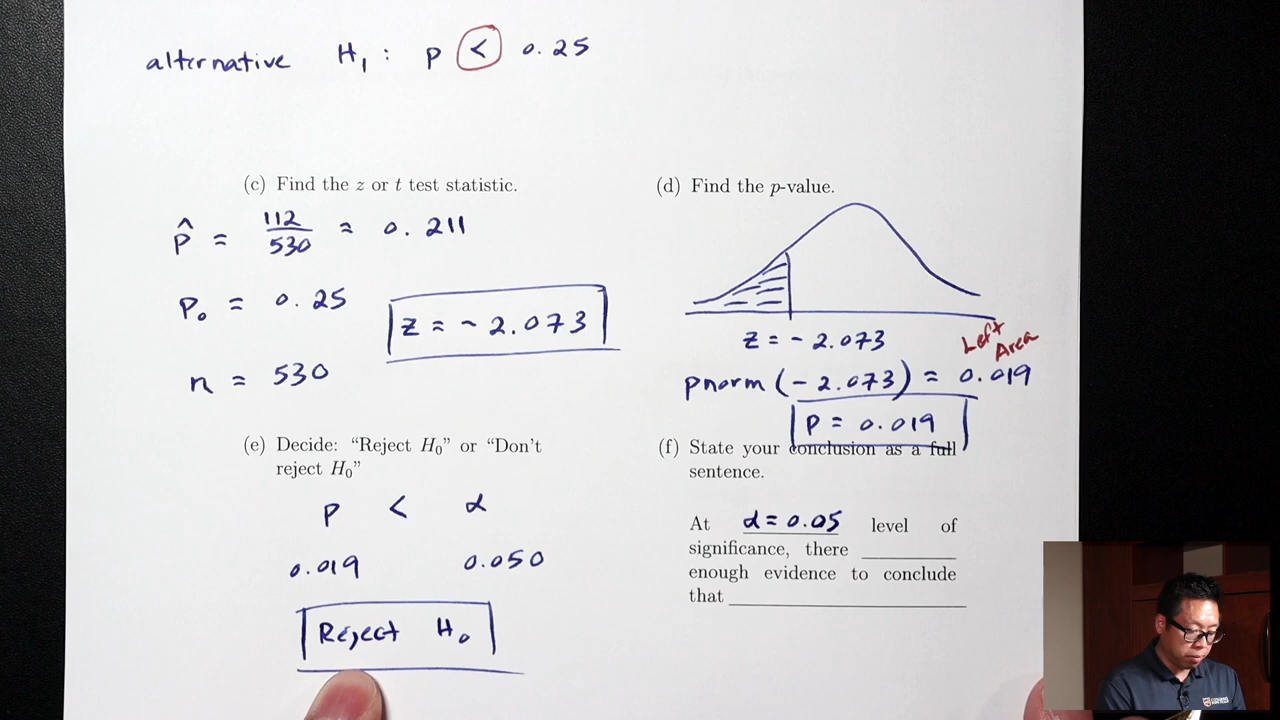 alternative H₁ : p < 0.25
(c) Find the z or t test statistic.
p̂ = 112/530 ≈ 0.211
P₀ = 0.25
z = -2.073
n = 530
(d) Find the p-value.
z = -2.073
Left Area
pnorm (-2.073) = 0.019
P = 0.019
(e) Decide: “Reject H₀” or “Don’t
reject H₀”
P < α
0.019 0.050
Reject H₀
(f) State your conclusion as a full
sentence.
At α = 0.05 level of
significance, there ________
enough evidence to conclude
that ________